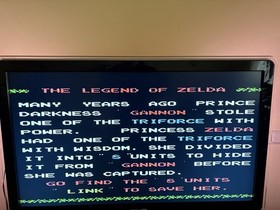 THE LEGEND OF ZELDA
MANY YEARS AGO PRINCE
DARKNESS GANNON STOLE
ONE OF THE TRIFORCE WITH
POWER. PRINCESS ZELDA
HAD ONE OF THE TRIFORCE
WITH WISDOM. SHE DIVIDED
IT INTO " 8 UNITS TO HIDE
IT FROM GANNON BEFORE
SHE WAS CAPTURED.
GO FIND THE 8 UNITS
LINK TO SAVE HER.